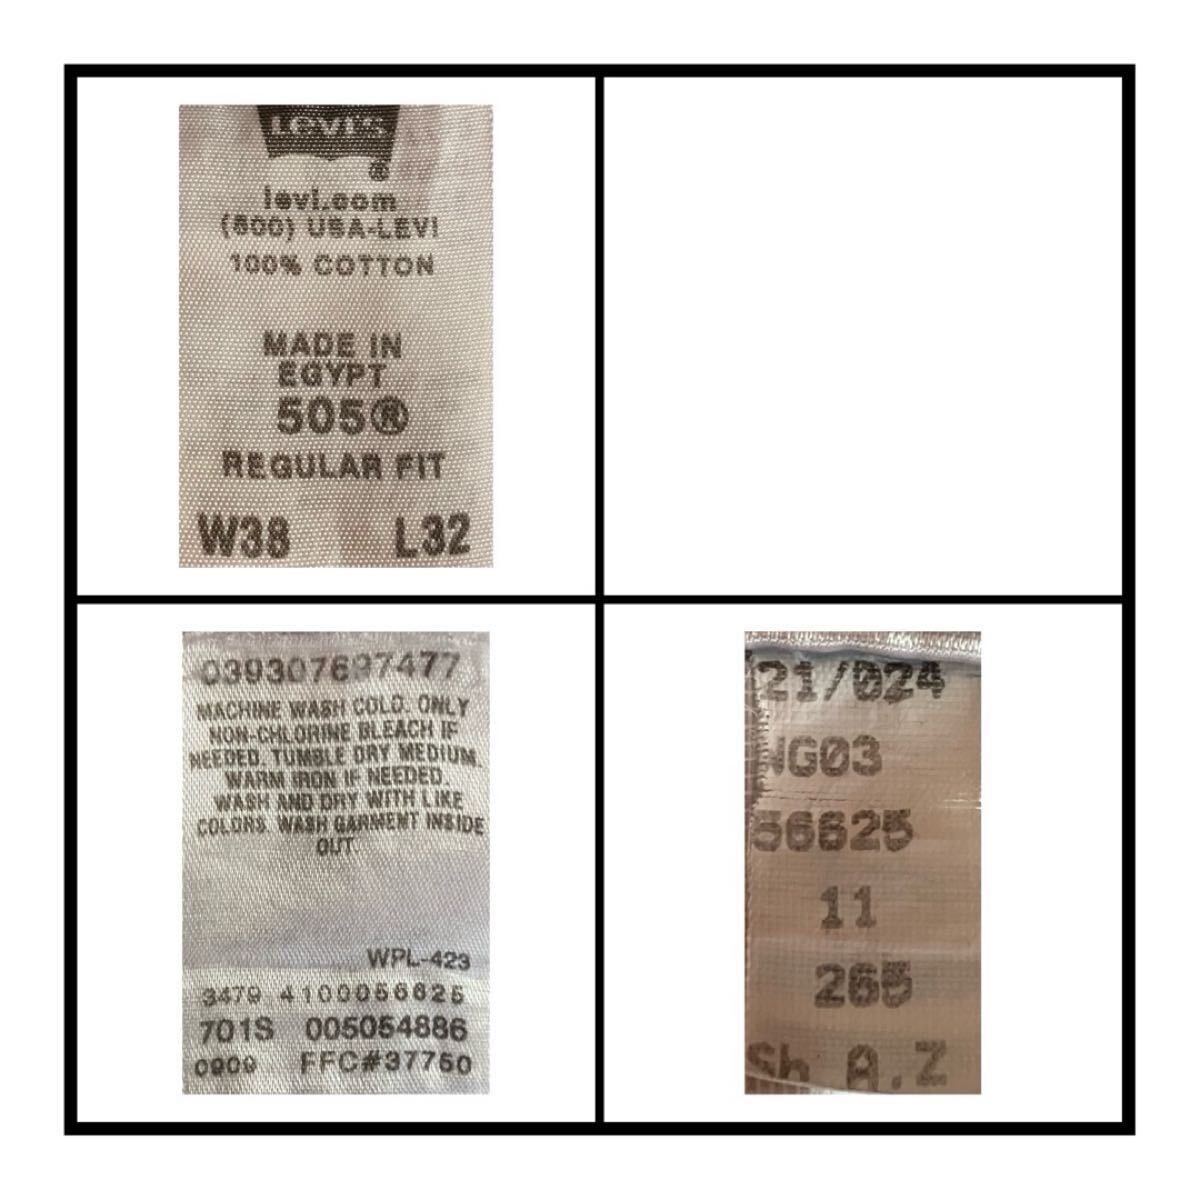 Levi's
®
levi.com
(800) USA-LEVI
100% COTTON
MADE IN
EGYPT
505®
REGULAR FIT
W38 L32
MACHINE WASH COLD. ONLY
NON-CHLORINE BLEACH IF
NEEDED. TUMBLE DRY MEDIUM.
WARM IRON IF NEEDED.
WASH AND DRY WITH LIKE
COLORS. WASH GARMENT INSIDE
OUT.
WPL-423
3479 4100056625
701S 005054886
0909 FFC#37750
21/024
NG03
56625
11
265
Sh A.Z